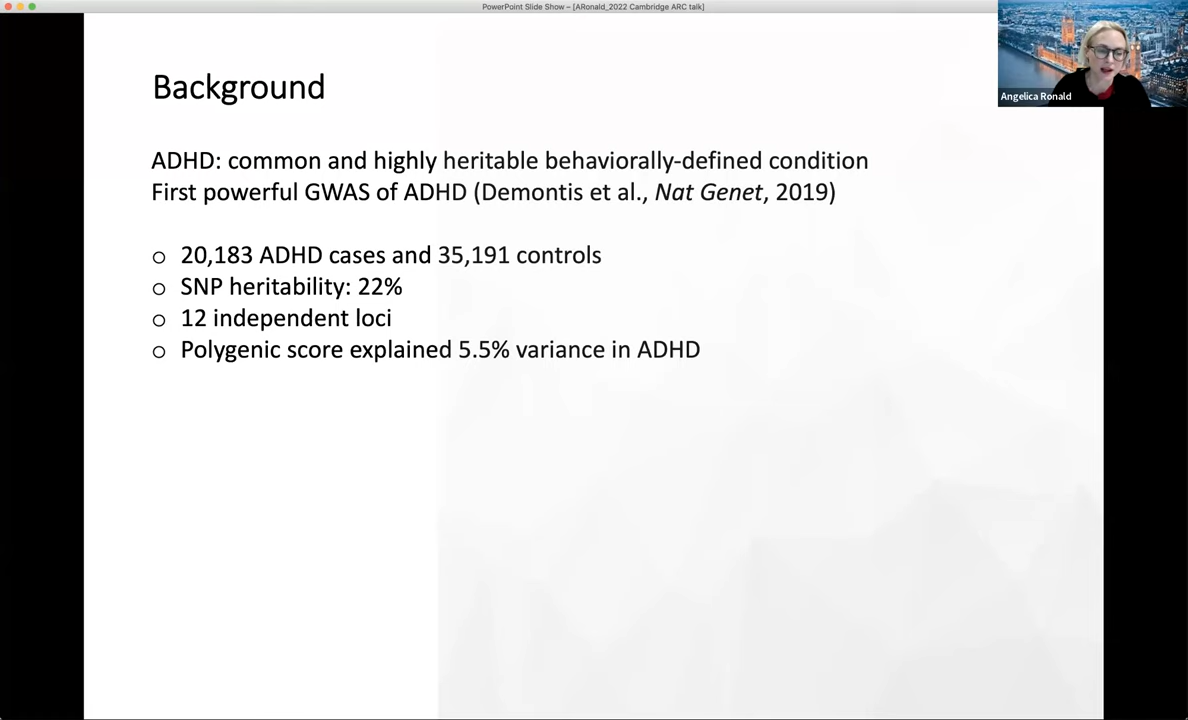 PowerPoint Slide Show – [ARonald_2022 Cambridge ARC talk]
Angelica Ronald
Background
ADHD: common and highly heritable behaviorally-defined condition
First powerful GWAS of ADHD (Demontis et al., Nat Genet, 2019)
○ 20,183 ADHD cases and 35,191 controls
○ SNP heritability: 22%
○ 12 independent loci
○ Polygenic score explained 5.5% variance in ADHD